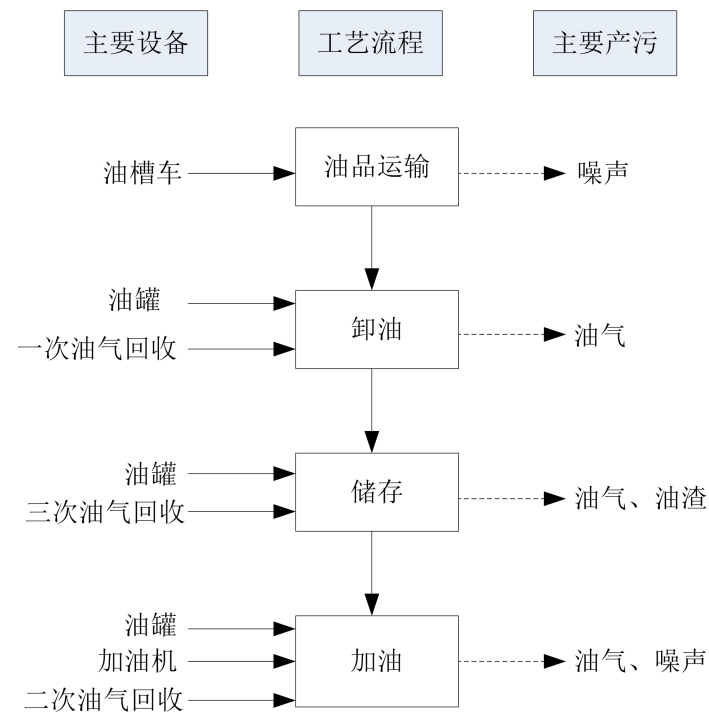 主要设备
工艺流程
主要产污
油槽车
油品运输
噪声
油罐
一次油气回收
卸油
油气
油罐
三次油气回收
储存
油气、油渣
油罐
加油机
二次油气回收
加油
油气、噪声